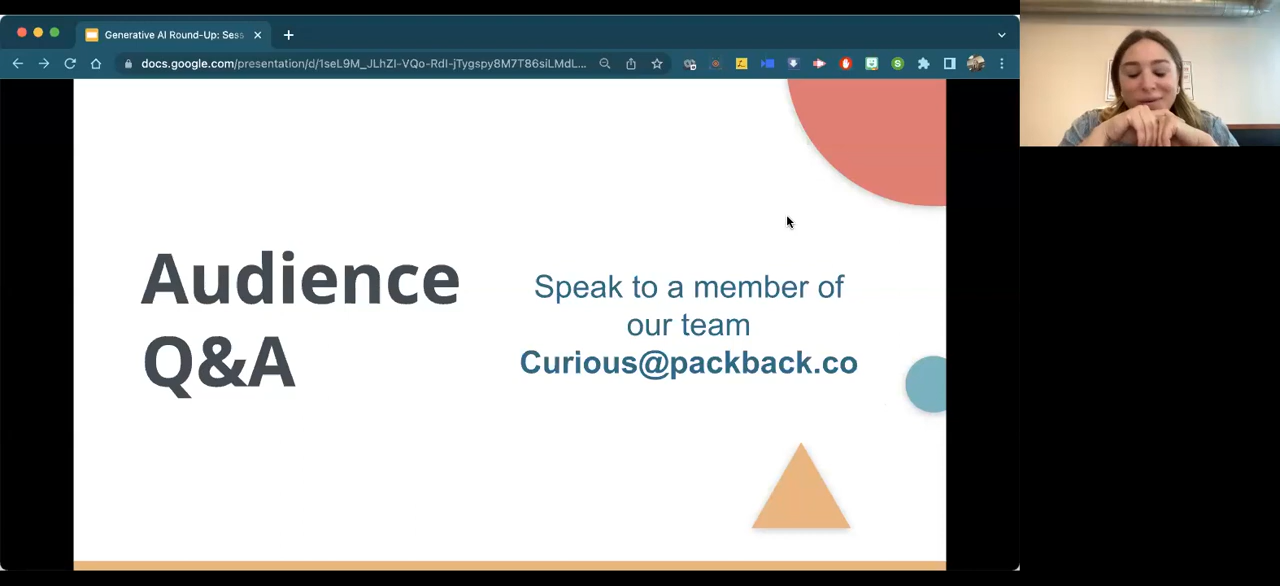 Generative AI Round-Up: Sess
docs.google.com/presentation/d/1seL9M_JLhZI-VQo-RdI-jTygspy8M7T86siLMdL...
Audience
Q&A
Speak to a member of
our team
Curious@packback.co